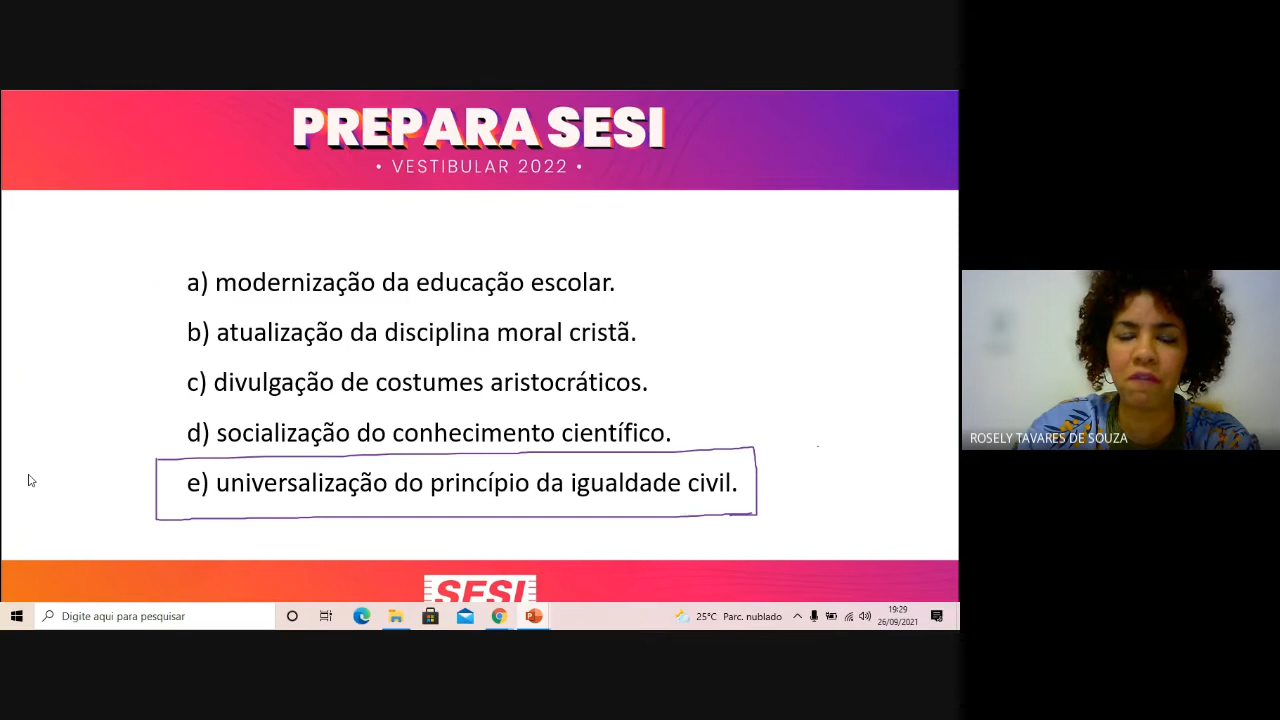 PREPARA SESI
• VESTIBULAR 2022 •
a) modernização da educação escolar.
b) atualização da disciplina moral cristã.
c) divulgação de costumes aristocráticos.
d) socialização do conhecimento científico.
e) universalização do princípio da igualdade civil.
SESI
ROSELY TAVARES DE SOUZA
Digite aqui para pesquisar
25°C Parc. nublado
19:29
26/09/2021